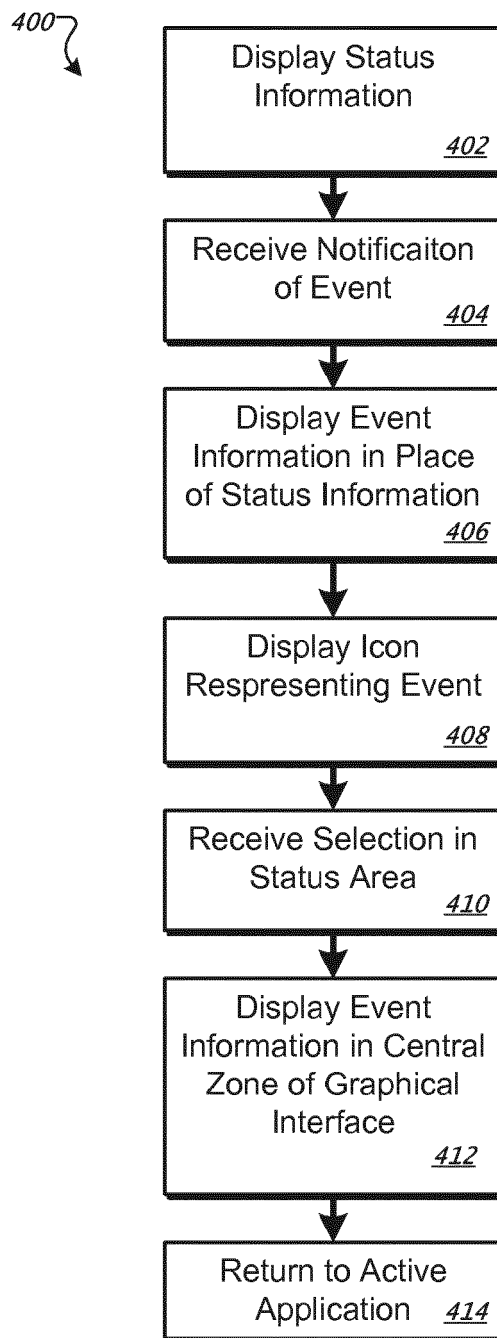 400
Display Status
Information
402
Receive Notificaiton
of Event
404
Display Event
Information in Place
of Status Information
406
Display Icon
Respresenting Event
408
Receive Selection in
Status Area
410
Display Event
Information in Central
Zone of Graphical
Interface
412
Return to Active
Application
414